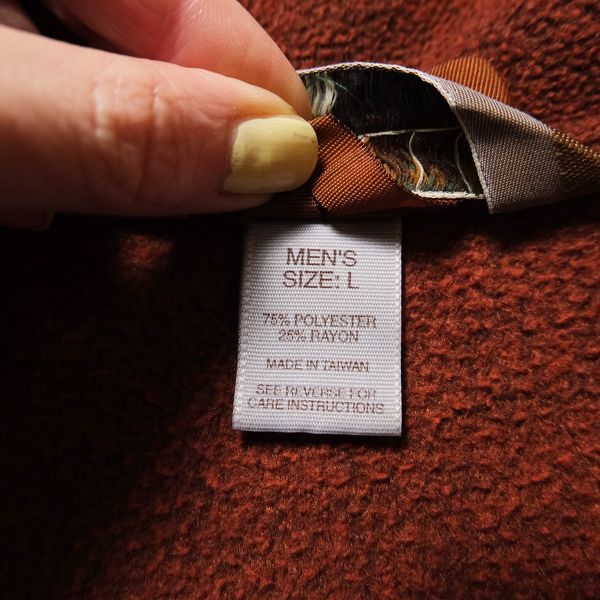 MEN'S
SIZE: L
75% POLYESTER
25% RAYON
MADE IN TAIWAN
SEE REVERSE FOR
CARE INSTRUCTIONS